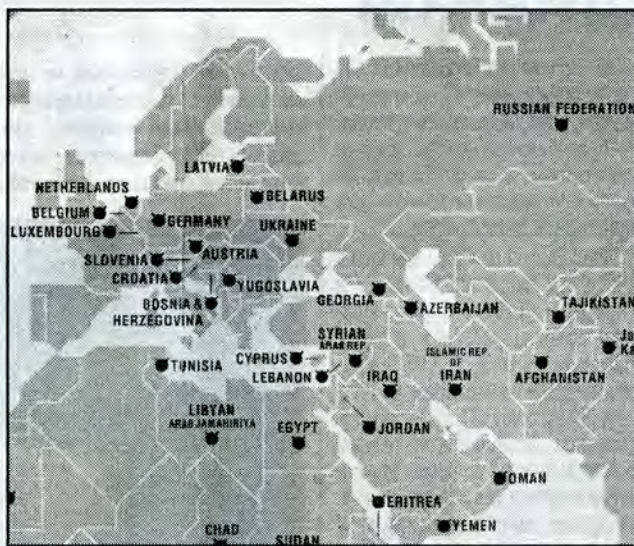 RUSSIAN FEDERATION
LATVIA
NETHERLANDS
BELARUS
BELGIUM
GERMANY
LUXEMBOURG
UKRAINE
SLOVENIA
AUSTRIA
CROATIA
YUGOSLAVIA
GEORGIA
BOSNIA &
HERZEGOVINA
AZERBAIJAN
TAJIKISTAN
SYRIAN
ARAB REP.
CYPRUS
TUNISIA
LEBANON
ISLAMIC REP.
OF
IRAN
IRAQ
AFGHANISTAN
Ja
Ka
LIBYAN
ARAB JAMAHIRIYA
EGYPT
JORDAN
OMAN
ERITREA
YEMEN
CHAD
SUDAN